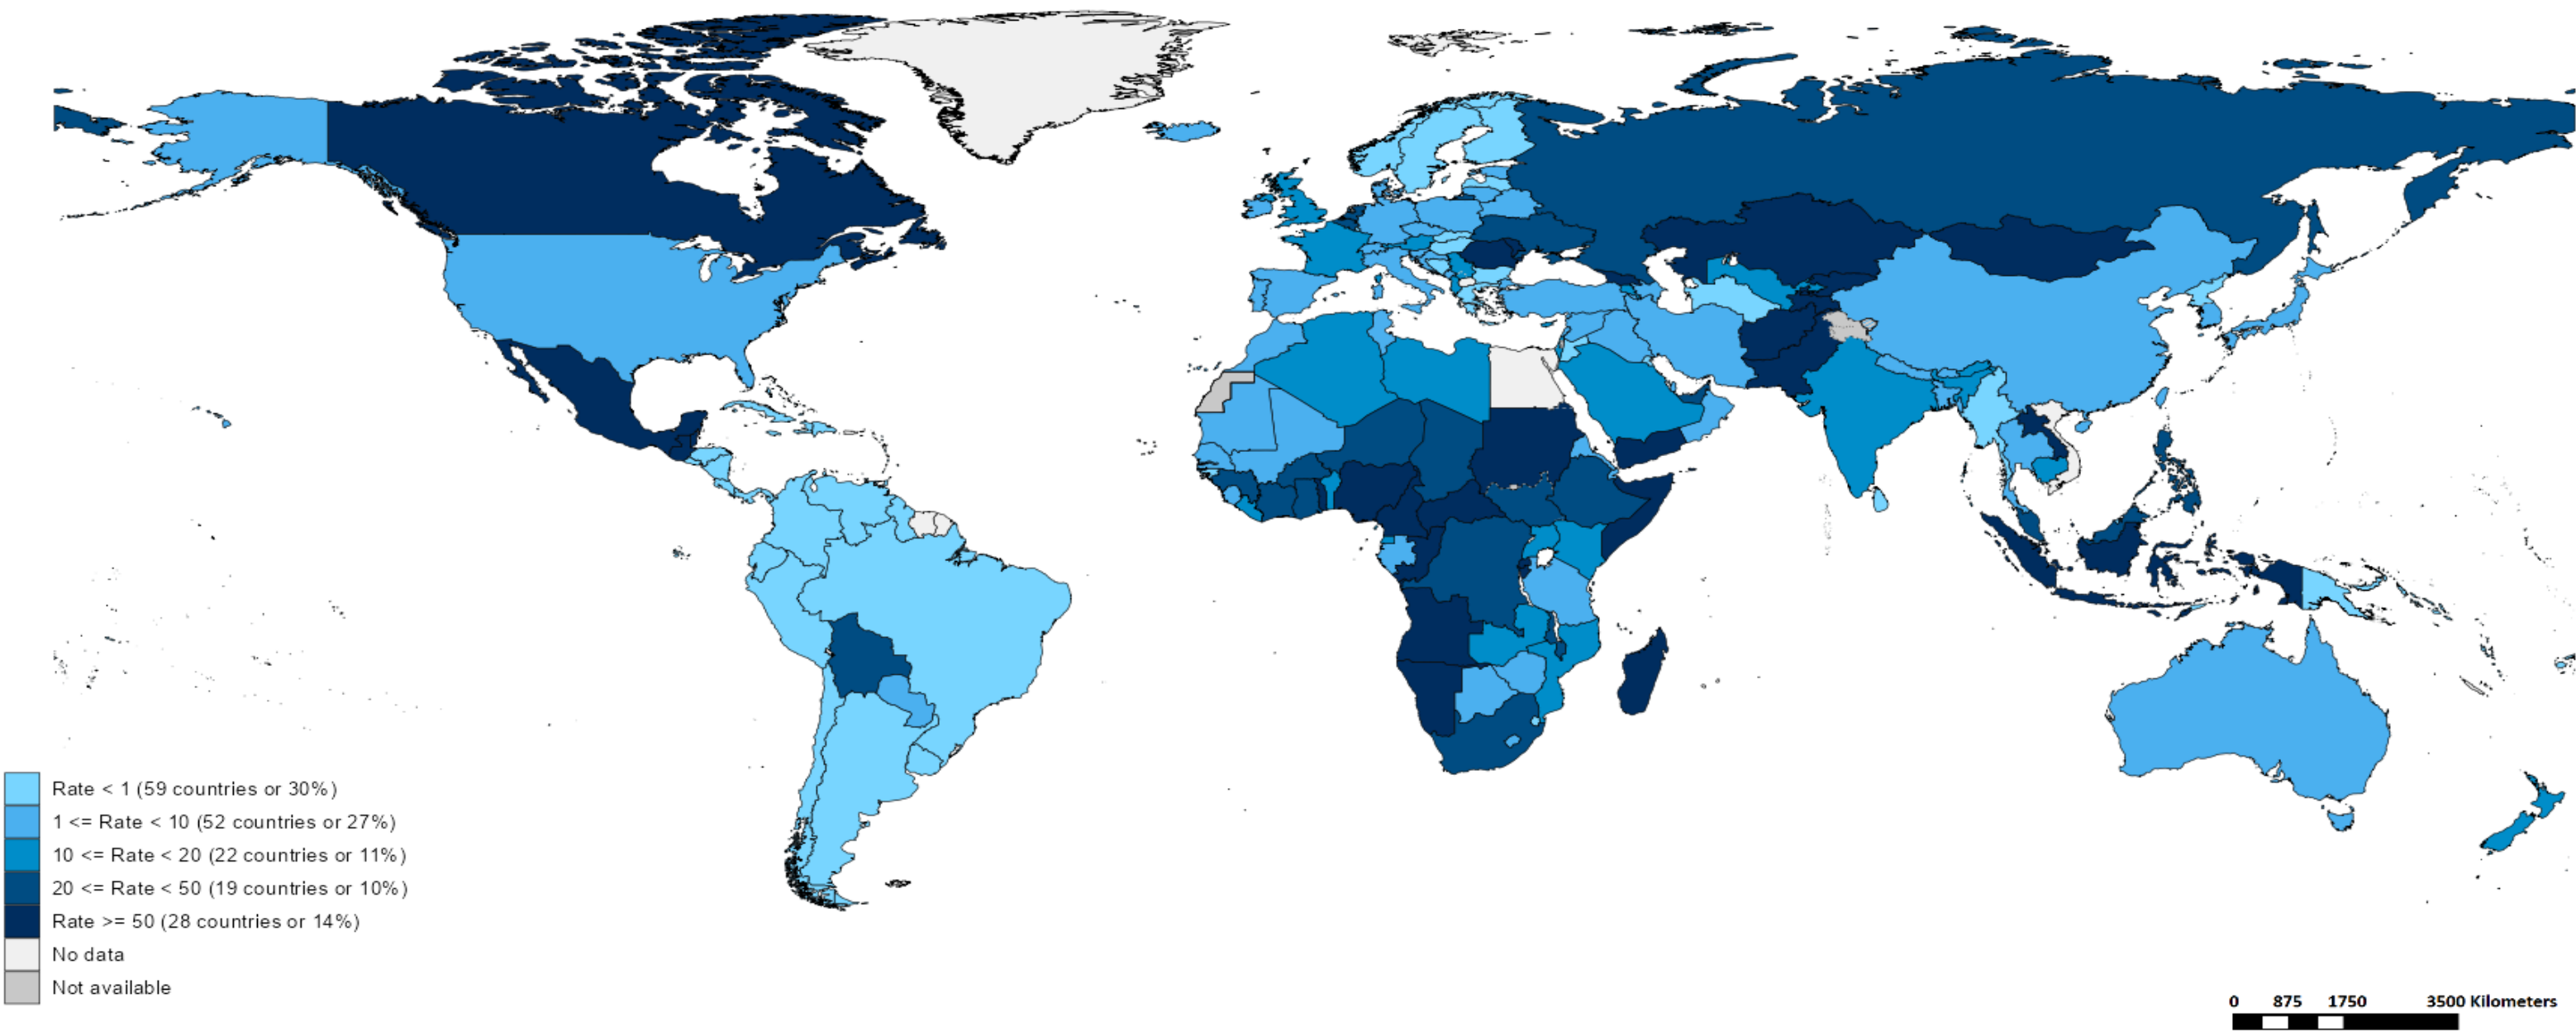 Rate < 1 (59 countries or 30%)
1 <= Rate < 10 (52 countries or 27%)
10 <= Rate < 20 (22 countries or 11%)
20 <= Rate < 50 (19 countries or 10%)
Rate >= 50 (28 countries or 14%)
No data
Not available
0 875 1750 3500 Kilometers